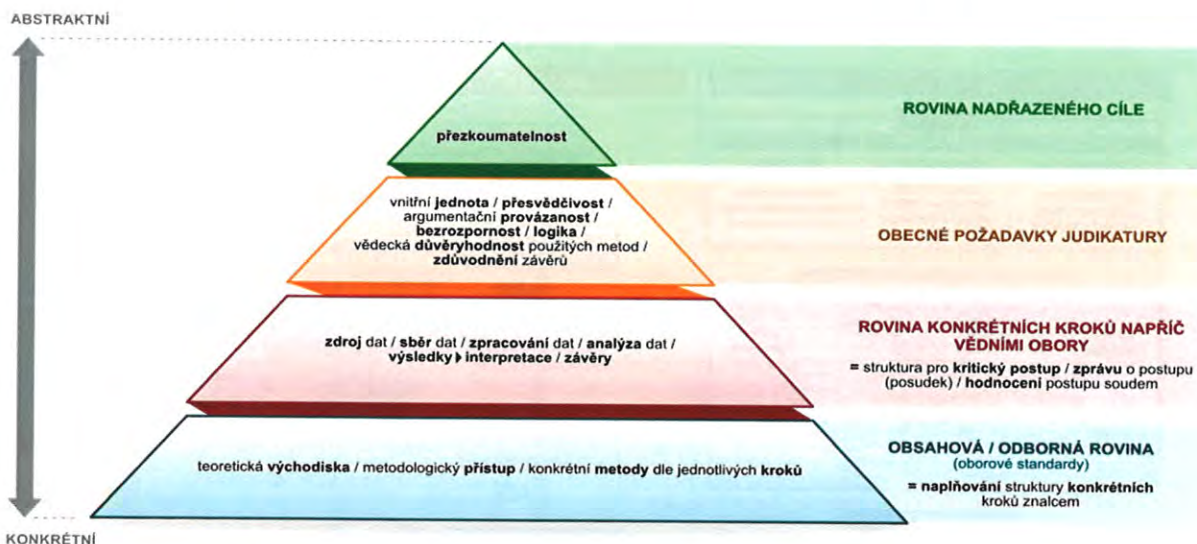 ABSTRAKTNÍ
přezkoumatelnost
ROVINA NADŘAZENÉHO CÍLE
vnitřní jednota / přesvědčivost /
argumentační provázanost /
bezrozpornost / logika /
vědecká důvěryhodnost použitých metod /
zdůvodnění závěrů
OBECNÉ POŽADAVKY JUDIKATURY
zdroj dat / sběr dat / zpracování dat / analýza dat /
výsledky ▸ interpretace / závěry
ROVINA KONKRÉTNÍCH KROKŮ NAPŘÍČ
VĚDNÍMI OBORY
= struktura pro kritický postup / zprávu o postupu
(posudek) / hodnocení postupu soudem
teoretická východiska / metodologický přístup / konkrétní metody dle jednotlivých kroků
OBSAHOVÁ / ODBORNÁ ROVINA
(oborové standardy)
= naplňování struktury konkrétních
kroků znalcem
KONKRÉTNÍ